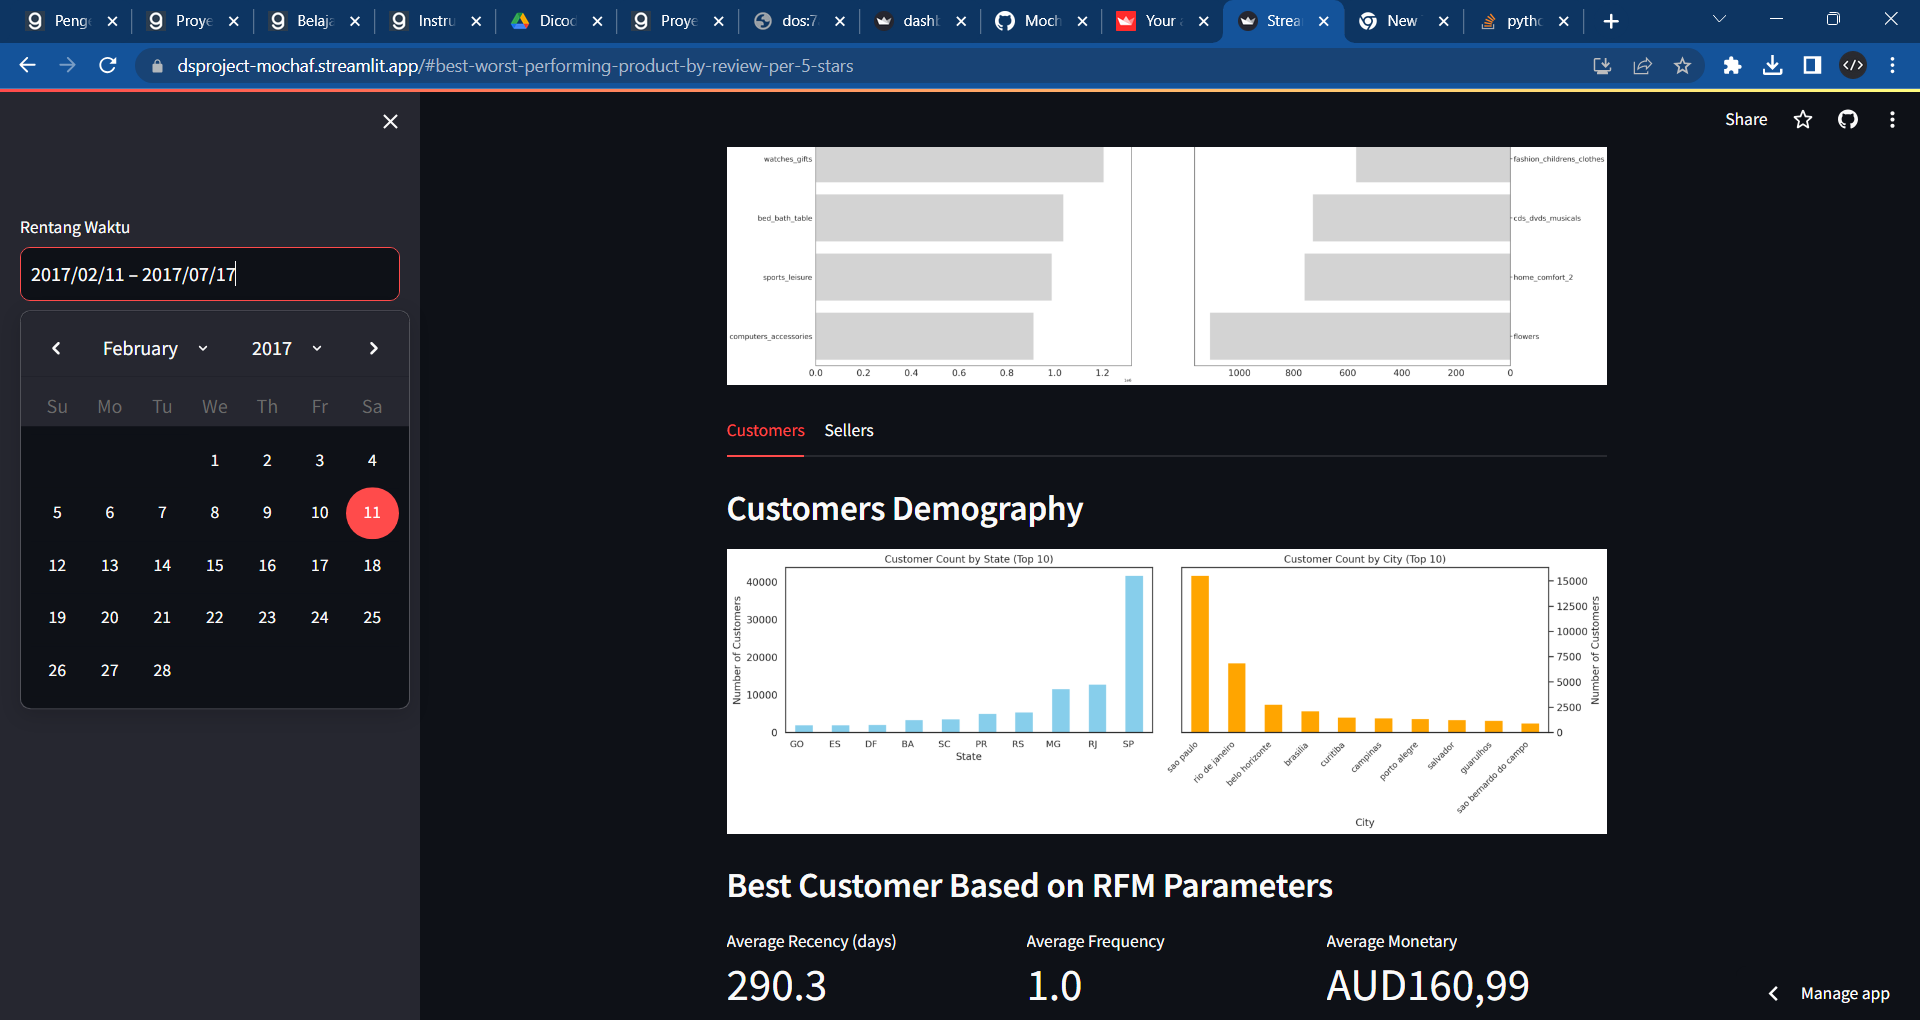 Peng
Proye
Belaja
Instru
Dicod
Proye
dos:7
dashb
Moch
Your
Strea
New
pytho
dsproject-mochaf.streamlit.app/#best-worst-performing-product-by-review-per-5-stars
Share
Rentang Waktu
2017/02/11 – 2017/07/17
February 2017
Su Mo Tu We Th Fr Sa
1 2 3 4
5 6 7 8 9 10 11
12 13 14 15 16 17 18
19 20 21 22 23 24 25
26 27 28
watches_gifts
bed_bath_table
sports_leisure
computers_accessories
0.0 0.2 0.4 0.6 0.8 1.0 1.2
1e6
fashion_childrens_clothes
cds_dvds_musicals
home_comfort_2
flowers
1000 800 600 400 200 0
Customers Sellers
Customers Demography
Customer Count by State (Top 10)
Number of Customers
40000
30000
20000
10000
0
GO ES DF BA SC PR RS MG RJ SP
State
Customer Count by City (Top 10)
15000
12500
10000
7500
5000
2500
0
Number of Customers
sao paulo
rio de janeiro
belo horizonte
brasilia
curitiba
campinas
porto alegre
salvador
guarulhos
sao bernardo do campo
City
Best Customer Based on RFM Parameters
Average Recency (days)
290.3
Average Frequency
1.0
Average Monetary
AUD160,99
Manage app